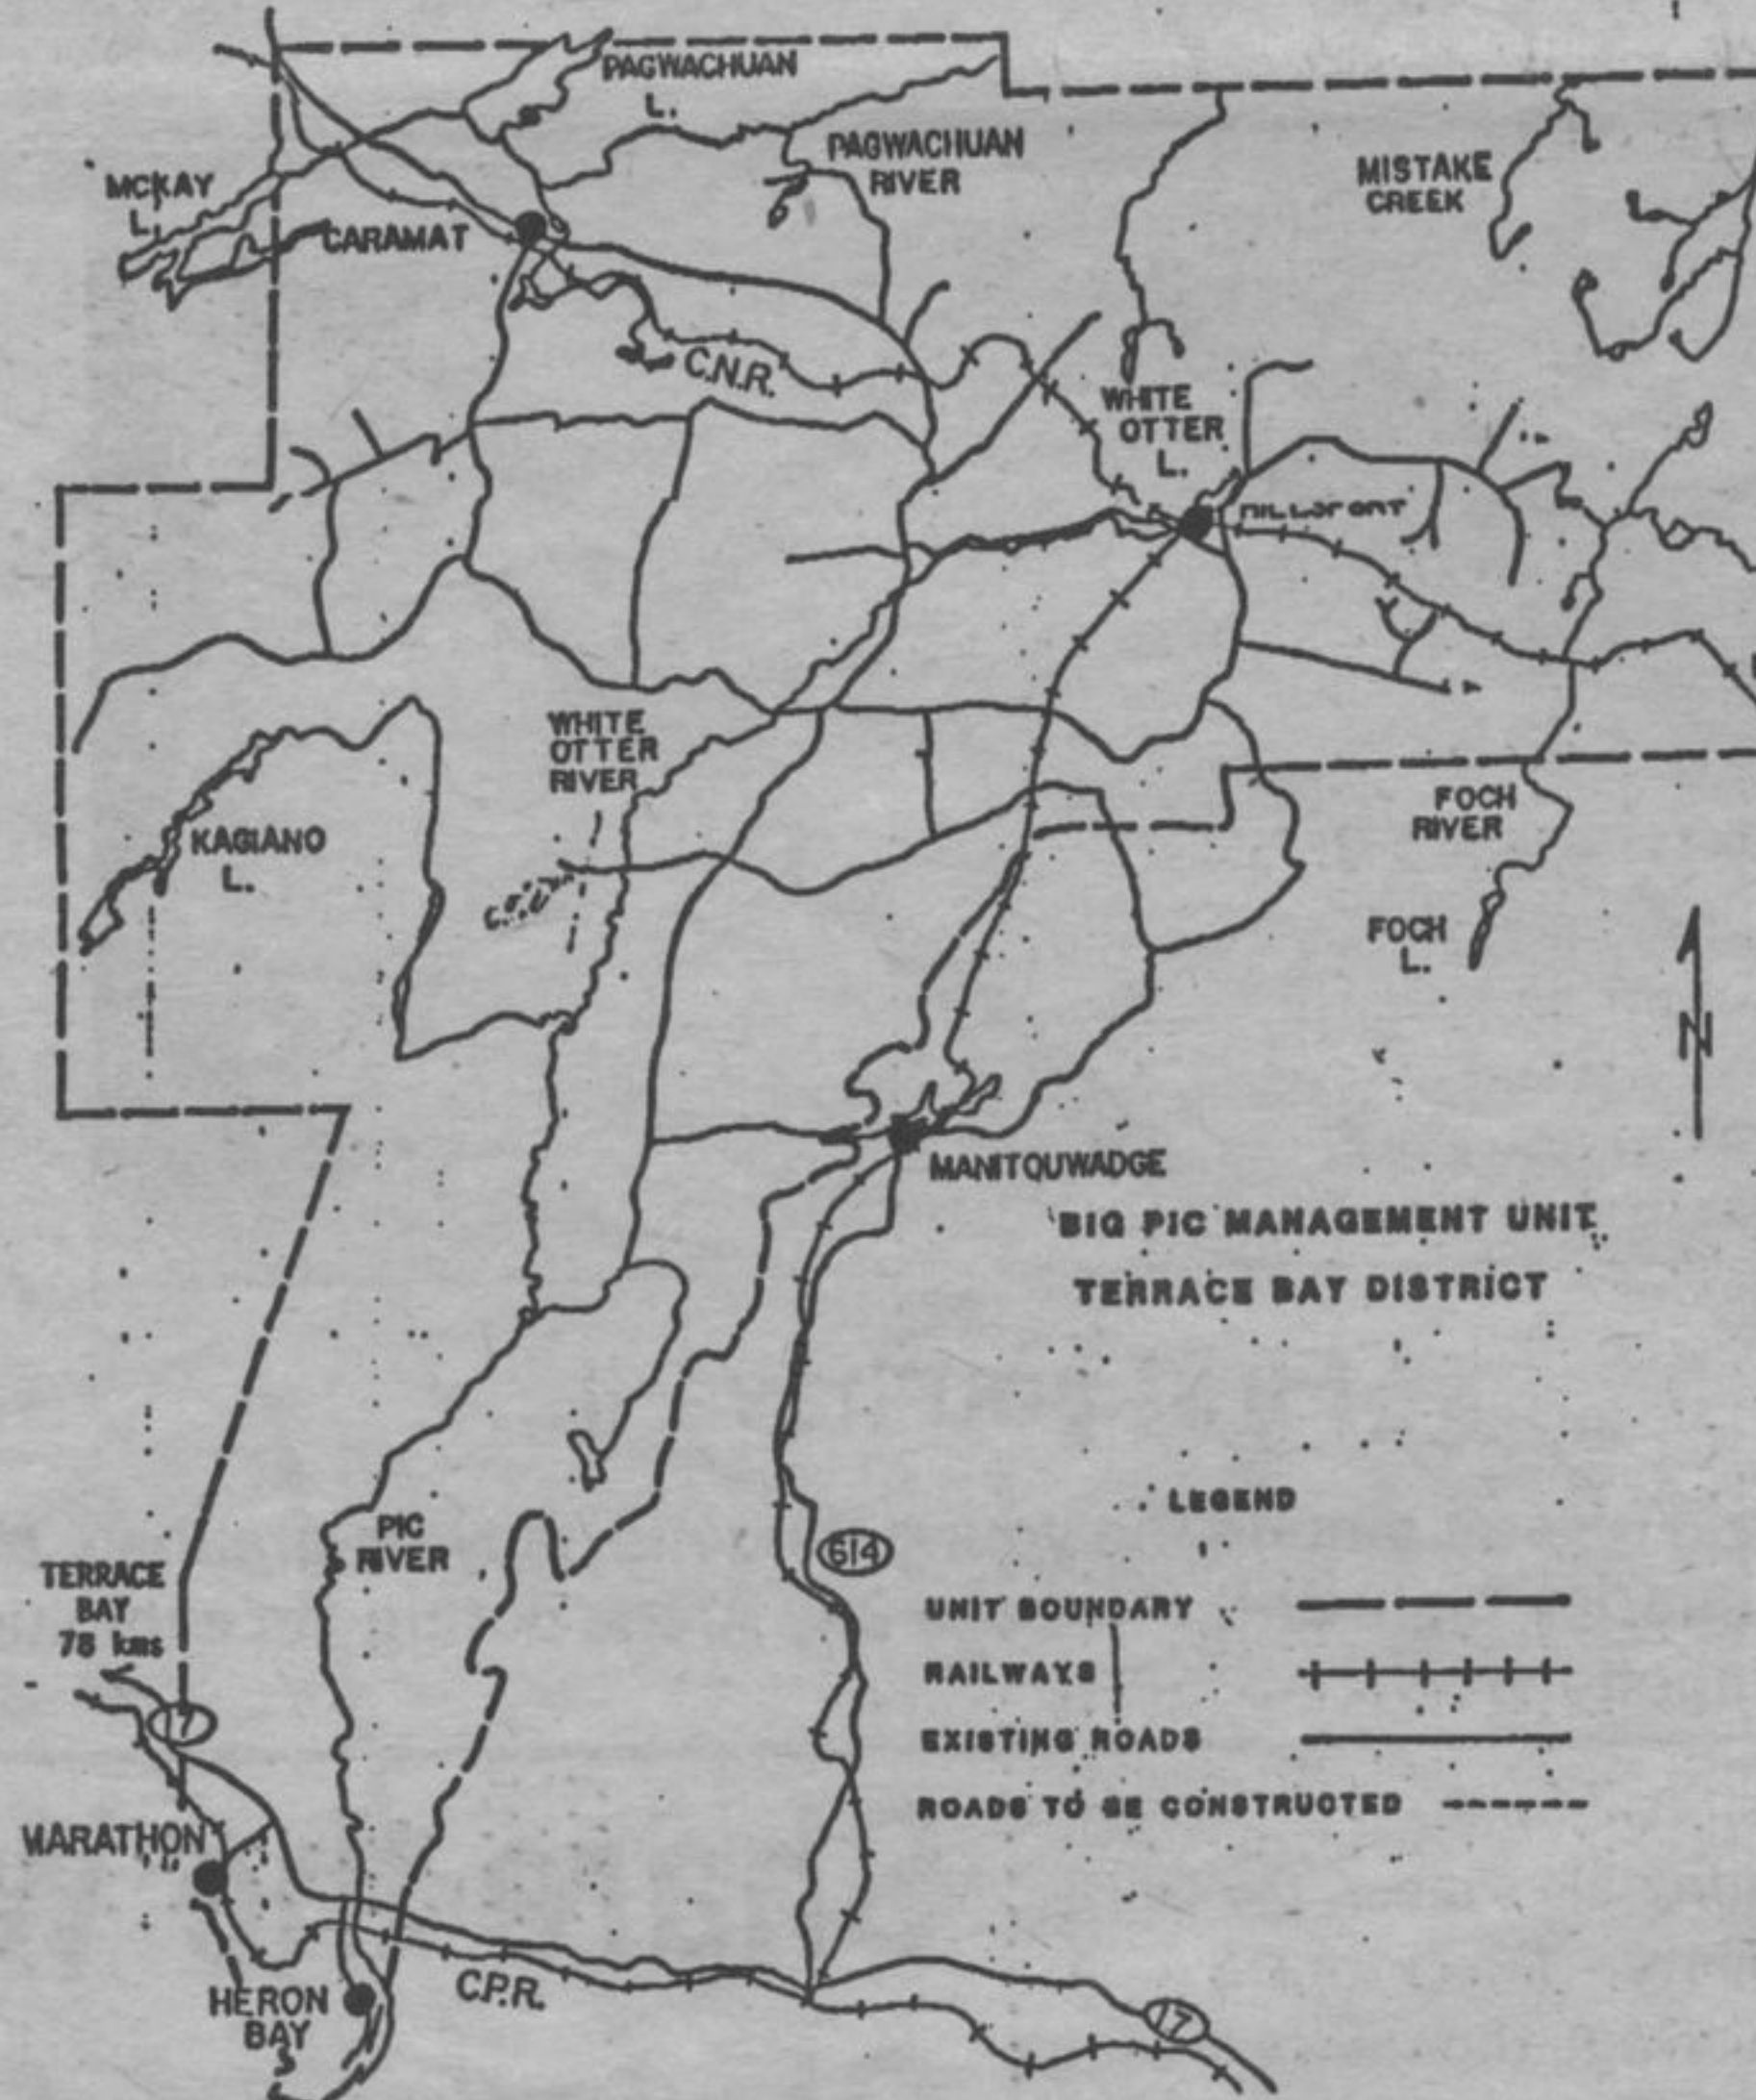 PAGWACHUAN
L.
PAGWACHUAN
RIVER
MISTAKE
CREEK
MCKAY
L.
CARAMAT
C.N.R.
WHITE
OTTER
L.
WHITE
OTTER
RIVER
KAGIANO
L.
FOCH
RIVER
FOCH
L.
N
MANITOUWADGE
BIG PIC MANAGEMENT UNIT
TERRACE BAY DISTRICT
LEGEND
PIC
RIVER
614
TERRACE
BAY
78 kms
UNIT BOUNDARY
RAILWAYS
17
EXISTING ROADS
ROADS TO BE CONSTRUCTED
MARATHON
HERON
BAY
C.P.R.
17